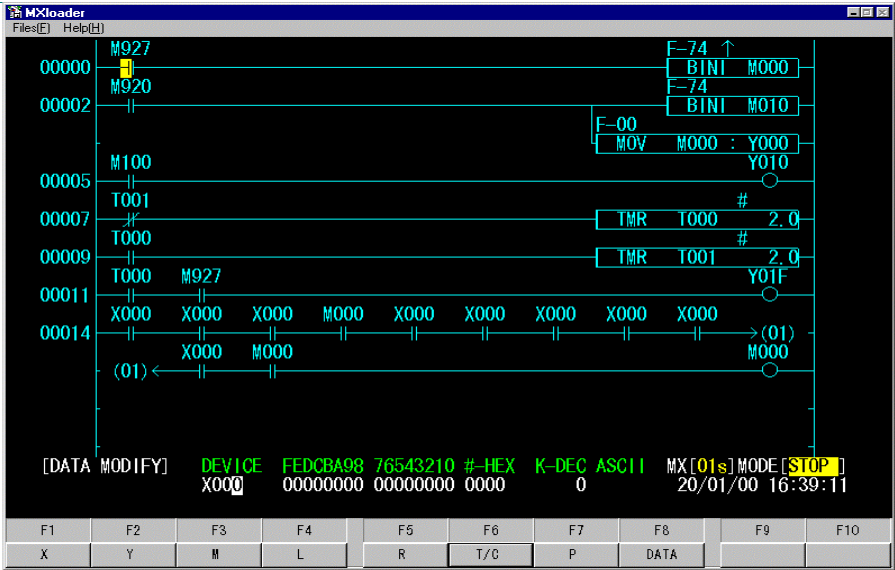 MXloader
Files(F) Help(H)
M927 F-74 ↑
00000 BINI M000
M920 F-74
00002 BINI M010
F-00
MOV M000 : Y000
M100 Y010
00005
T001 #
00007 TMR T000 2.0
T000 #
00009 TMR T001 2.0
T000 M927 Y01F
00011
X000 X000 X000 M000 X000 X000 X000 X000 X000
00014 >(01)
X000 M000 M000
(01)<
[DATA MODIFY] DEVICE FEDCBA98 76543210 #-HEX K-DEC ASCII MX[01s]MODE[STOP ]
X000 00000000 00000000 0000 0 20/01/00 16:39:11
F1 F2 F3 F4 F5 F6 F7 F8 F9 F10
X Y M L R T/C P DATA